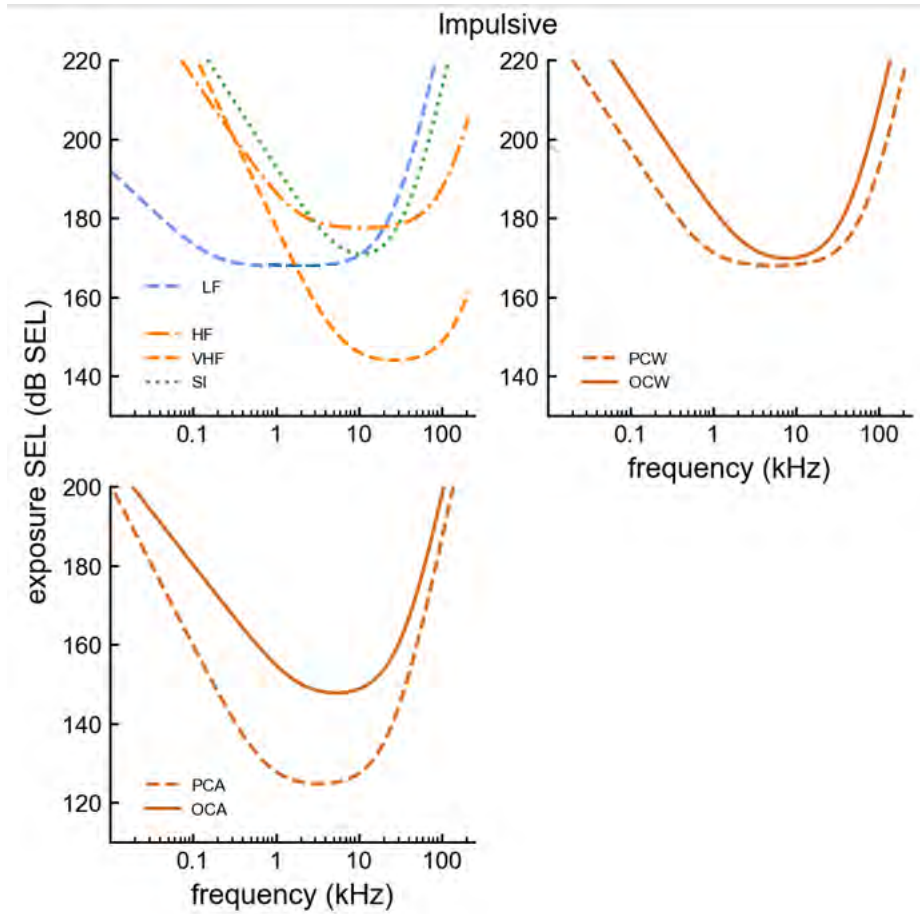 Impulsive
exposure SEL (dB SEL)
220
200
180
160
140
LF
HF
VHF
SI
0.1 1 10 100
220
200
180
160
140
PCW
OCW
0.1 1 10 100
frequency (kHz)
200
180
160
140
120
PCA
OCA
0.1 1 10 100
frequency (kHz)